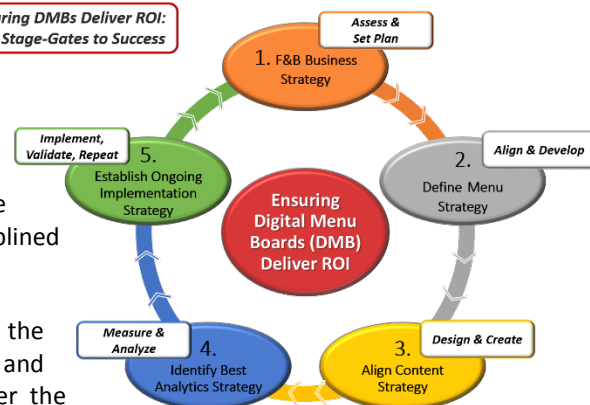 ring DMBs Deliver ROI:
Stage-Gates to Success
Assess &
Set Plan
1. F&B Business
Strategy
Align & Develop
2.
Define Menu
Strategy
Design & Create
3.
Align Content
Strategy
Measure &
Analyze
4.
Identify Best
Analytics Strategy
Implement,
Validate, Repeat
5.
Establish Ongoing
Implementation
Strategy
Ensuring
Digital Menu
Boards (DMB)
Deliver ROI
plined
the
and
er the